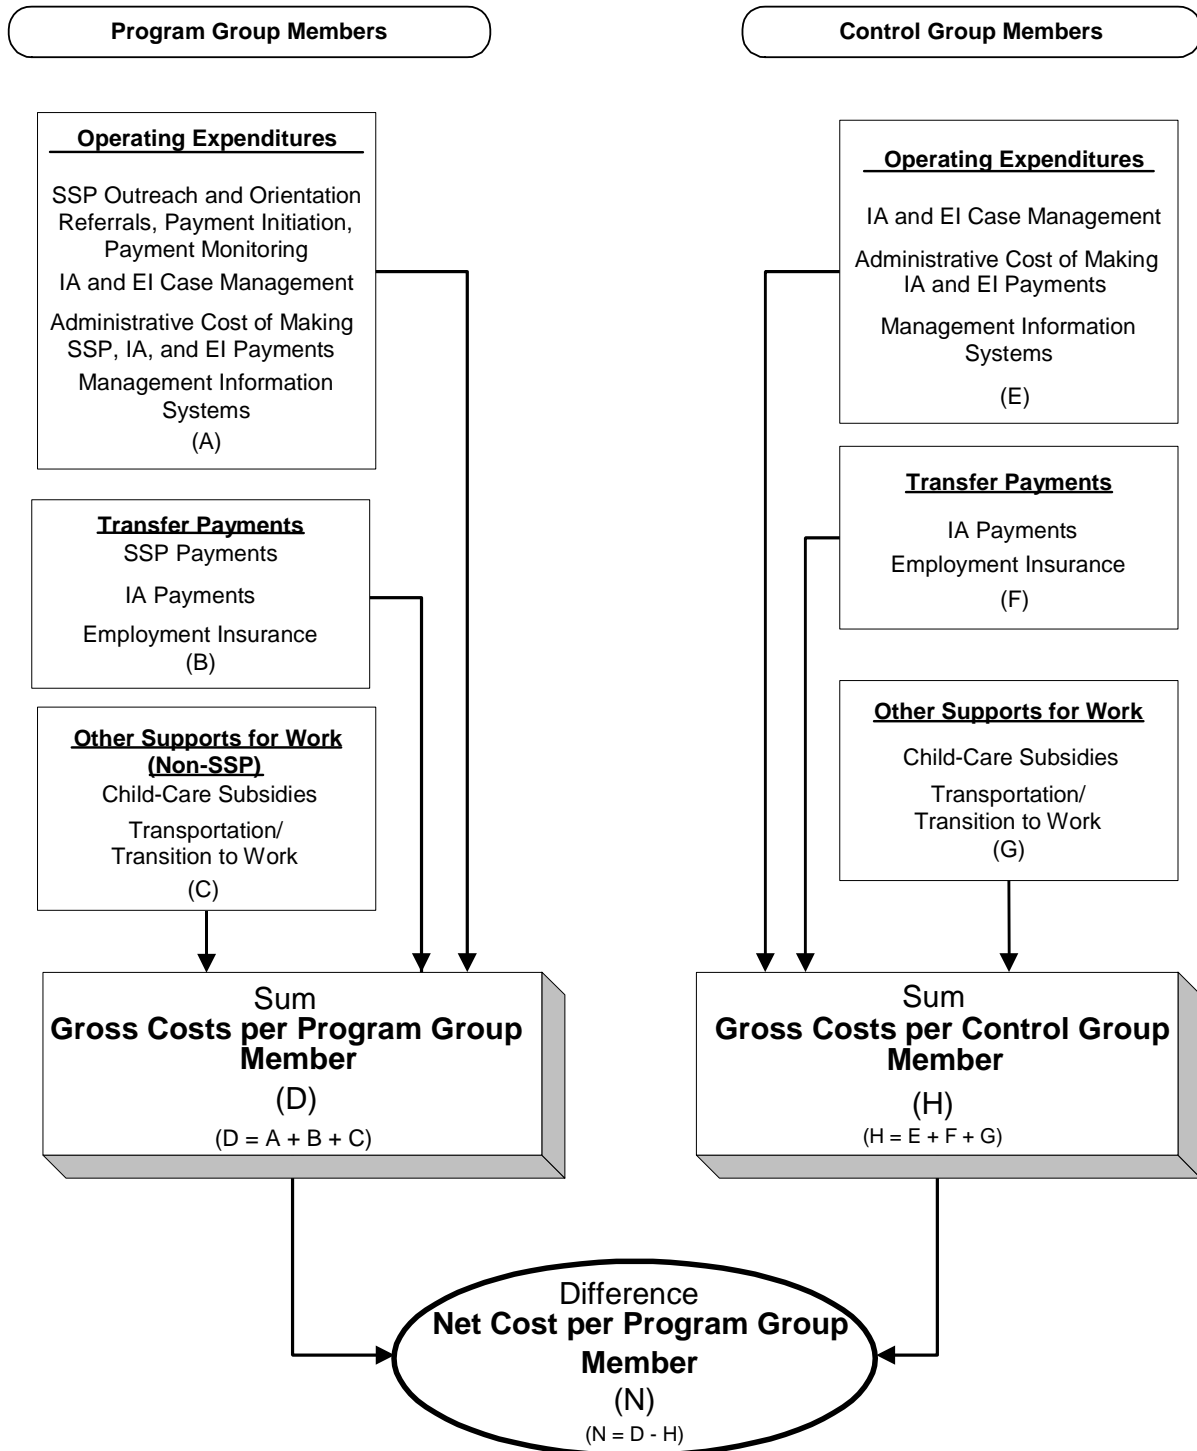 Program Group Members
Control Group Members
Operating Expenditures
SSP Outreach and Orientation
Referrals, Payment Initiation,
Payment Monitoring
IA and EI Case Management
Administrative Cost of Making
SSP, IA, and EI Payments
Management Information
Systems
(A)
Transfer Payments
SSP Payments
IA Payments
Employment Insurance
(B)
Other Supports for Work
(Non-SSP)
Child-Care Subsidies
Transportation/
Transition to Work
(C)
Operating Expenditures
IA and EI Case Management
Administrative Cost of Making
IA and EI Payments
Management Information
Systems
(E)
Transfer Payments
IA Payments
Employment Insurance
(F)
Other Supports for Work
Child-Care Subsidies
Transportation/
Transition to Work
(G)
Sum
Gross Costs per Program Group
Member
(D)
(D = A + B + C)
Sum
Gross Costs per Control Group
Member
(H)
(H = E + F + G)
Difference
Net Cost per Program Group
Member
(N)
(N = D - H)